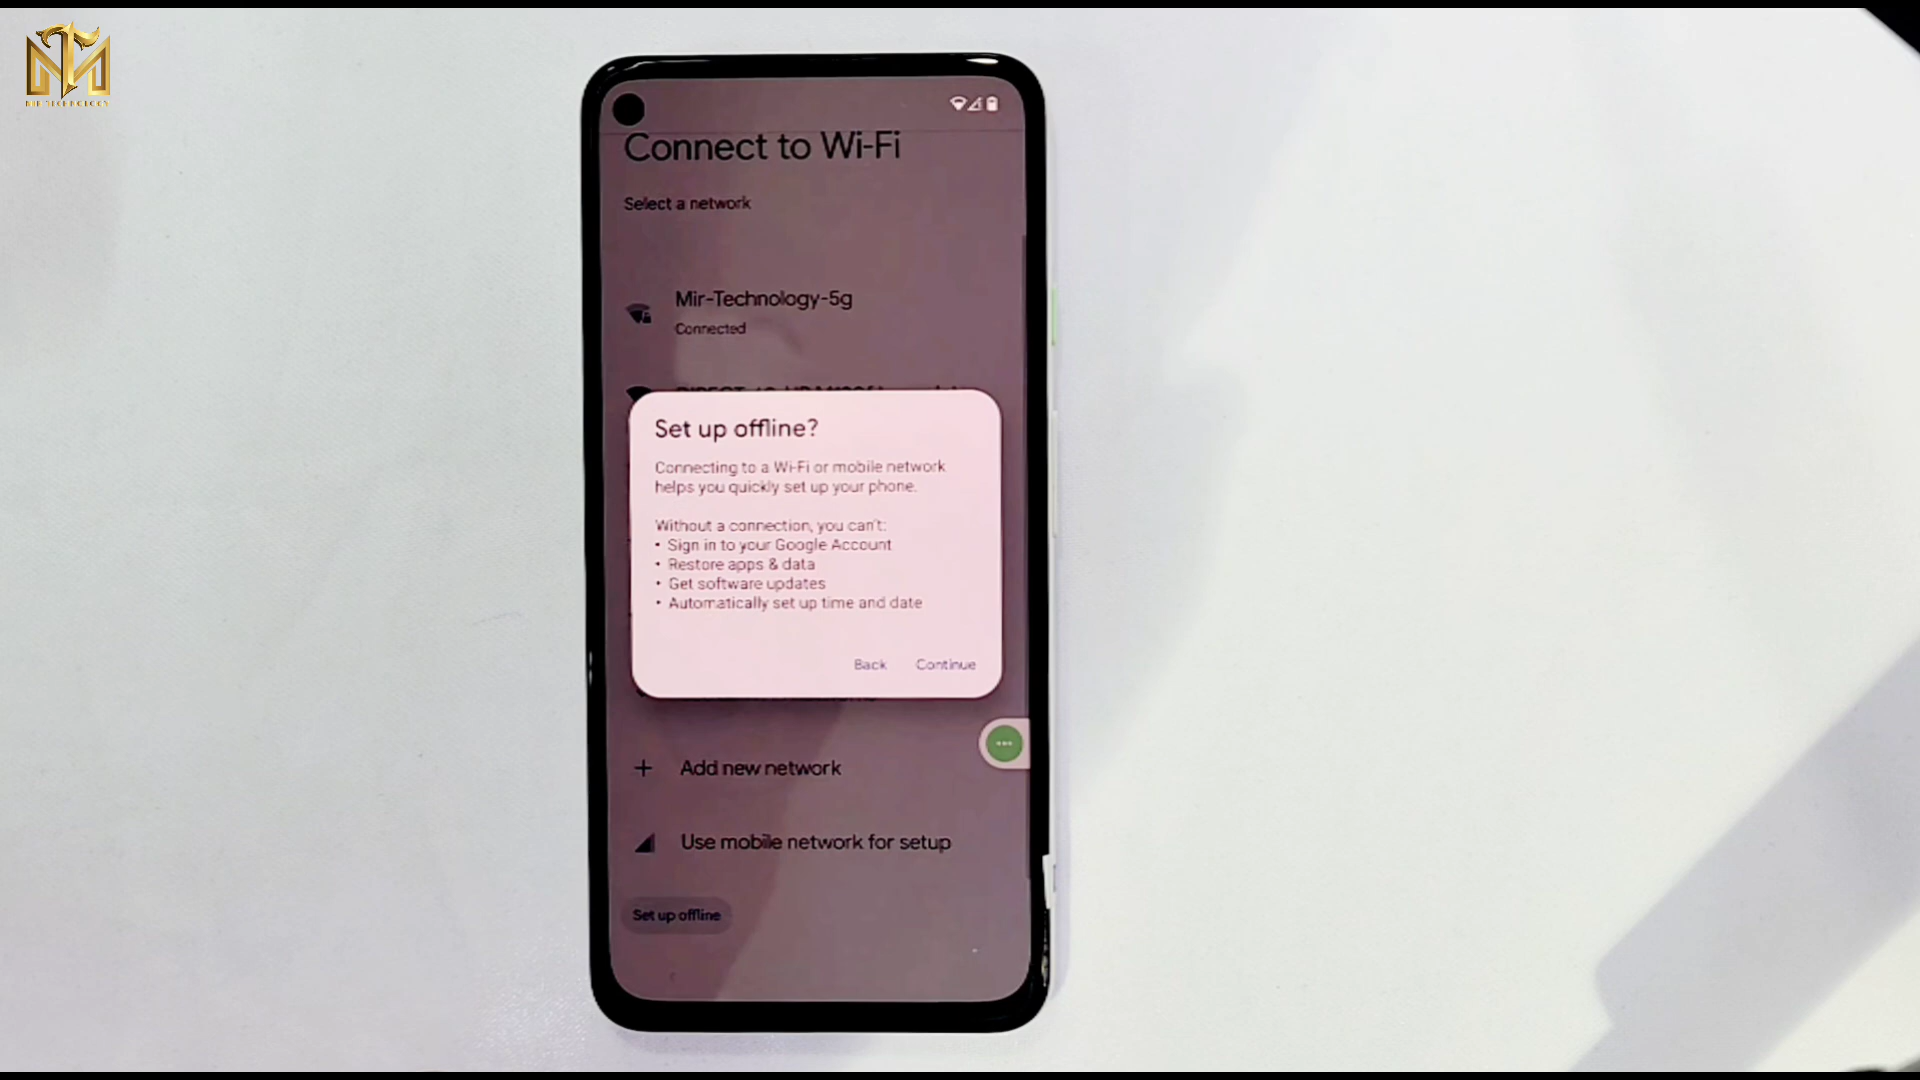 MIR TECHNOLOGY
Connect to Wi-Fi
Select a network
Mir-Technology-5g
Connected
Set up offline?
Connecting to a Wi-Fi or mobile network
helps you quickly set up your phone.
Without a connection, you can't:
• Sign in to your Google Account
• Restore apps & data
• Get software updates
• Automatically set up time and date
Back Continue
Add new network
Use mobile network for setup
Set up offline